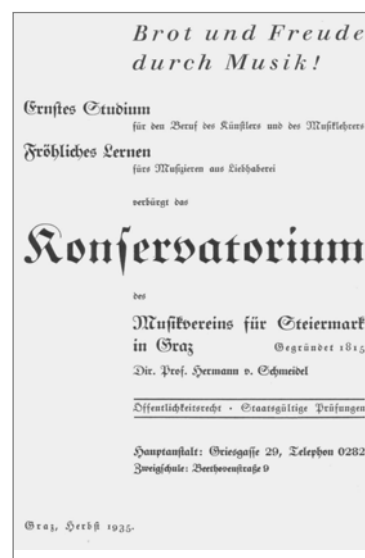 Brot und Freude
durch Musik!
Ernstes Studium
für den Beruf des Künstlers und des Musiklehrers
Fröhliches Lernen
fürs Musizieren aus Liebhaberei
verbürgt das
Konservatorium
des
Musikvereins für Steiermark
in Graz Gegründet 1815
Dir. Prof. Hermann v. Schmeidel
Öffentlichkeitsrecht · Staatsgültige Prüfungen
Hauptanstalt: Griesgasse 29, Telephon 0282
Zweigschule: Beethovenstraße 9
Graz, Herbst 1935.